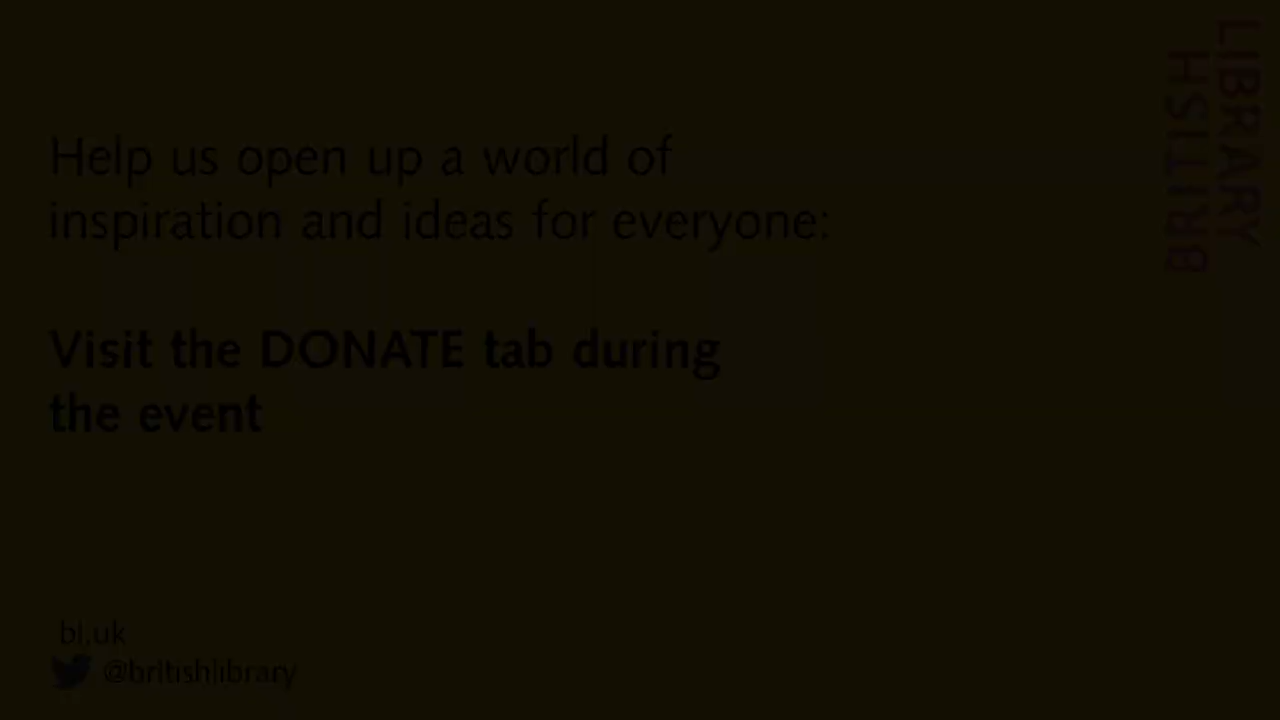 Help us open up a world of
inspiration and ideas for everyone:
Visit the DONATE tab during
the event
bl.uk
@britishlibrary
BRITISH
LIBRARY